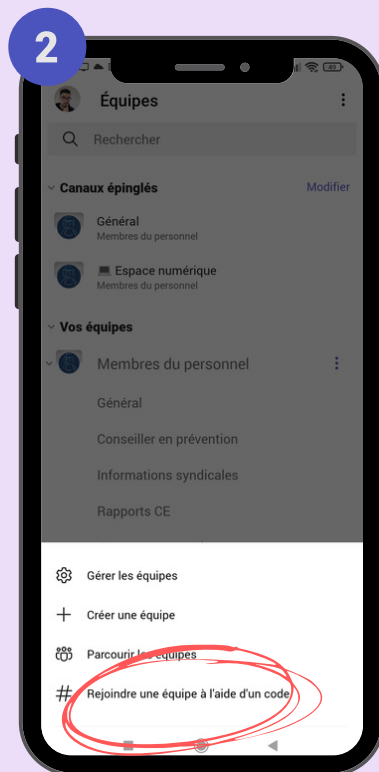 2
49
Équipes
Rechercher
Canaux épinglés Modifier
Général
Membres du personnel
💻 Espace numérique
Membres du personnel
Vos équipes
Membres du personnel
Général
Conseiller en prévention
Informations syndicales
Rapports CE
Gérer les équipes
Créer une équipe
Parcourir les équipes
# Rejoindre une équipe à l'aide d'un code